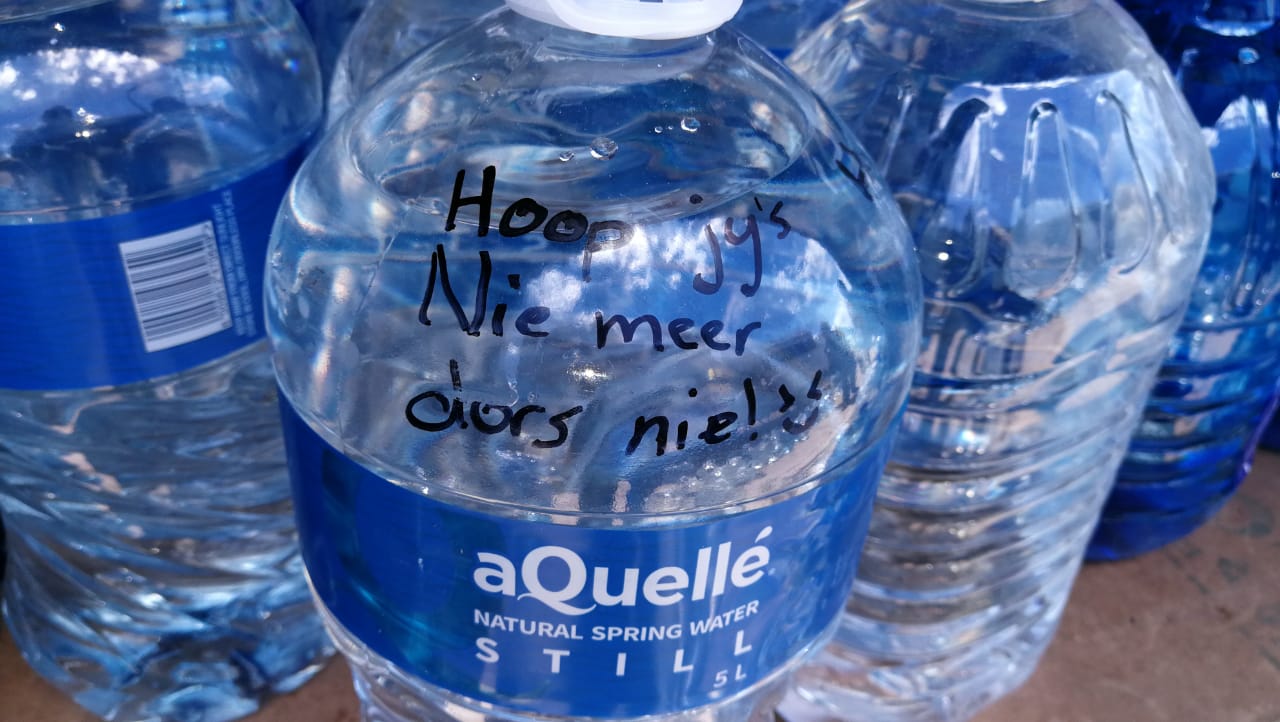 Hoop jy's
Nie meer
dors nie!
aQuellé
NATURAL SPRING WATER
STILL
5L